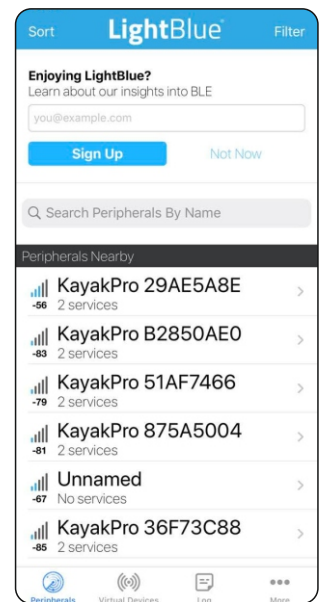 Sort LightBlue Filter
Enjoying LightBlue?
Learn about our insights into BLE
you@example.com
Sign Up Not Now
Search Peripherals By Name
Peripherals Nearby
KayakPro 29AE5A8E
-56 2 services
KayakPro B2850AE0
-83 2 services
KayakPro 51AF7466
-79 2 services
KayakPro 875A5004
-81 2 services
Unnamed
-67 No services
KayakPro 36F73C88
-85 2 services
Peripherals Virtual Devices Log More